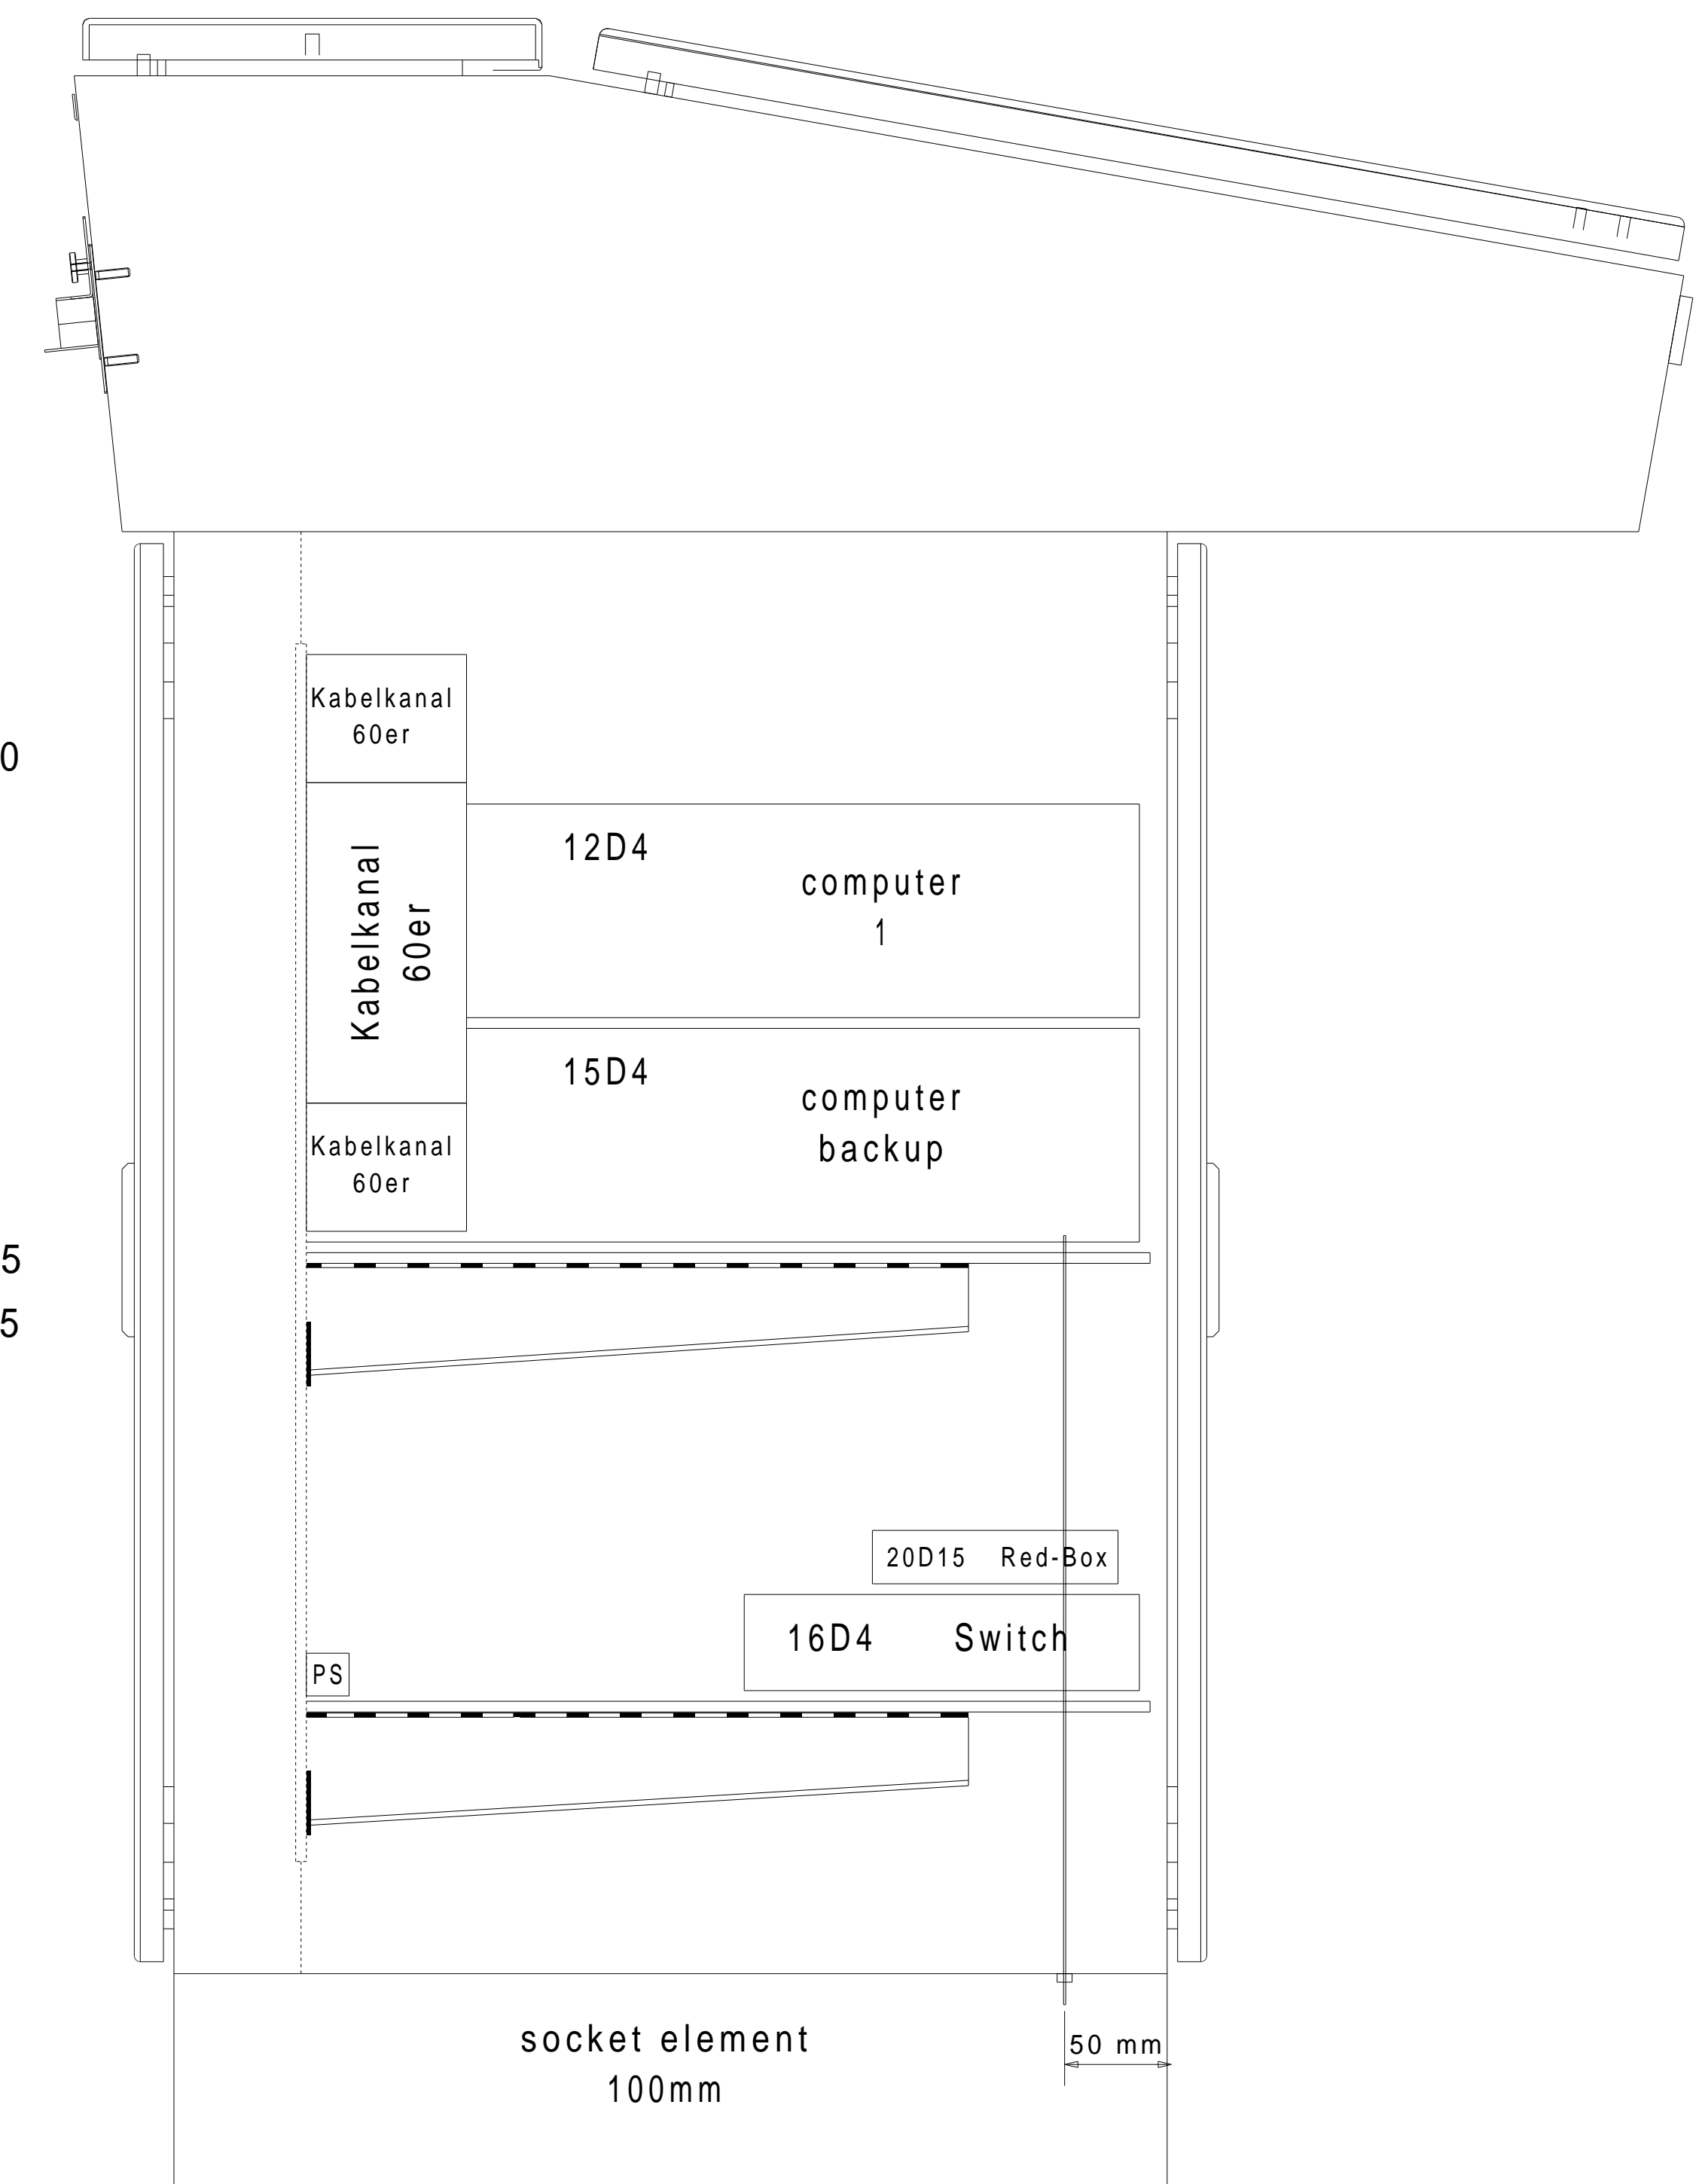 Kabelkanal
60er
0
12D4
computer
1
Kabelkanal
60er
15D4
computer
backup
Kabelkanal
60er
5
5
20D15 Red-Box
16D4 Switch
PS
socket element
100mm
50 mm